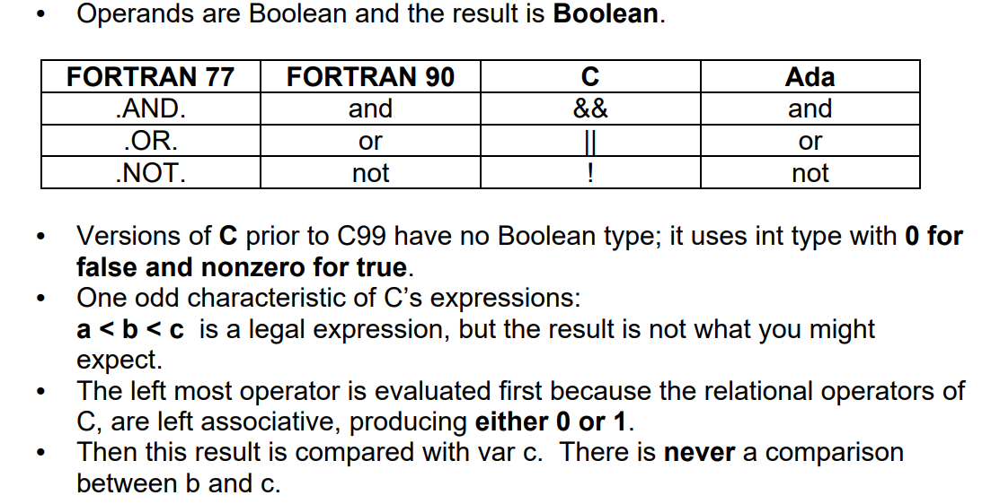 • Operands are Boolean and the result is Boolean.
FORTRAN 77 FORTRAN 90 C Ada
.AND. and && and
.OR. or || or
.NOT. not ! not
• Versions of C prior to C99 have no Boolean type; it uses int type with 0 for
false and nonzero for true.
• One odd characteristic of C’s expressions:
a < b < c is a legal expression, but the result is not what you might
expect.
• The left most operator is evaluated first because the relational operators of
C, are left associative, producing either 0 or 1.
• Then this result is compared with var c. There is never a comparison
between b and c.